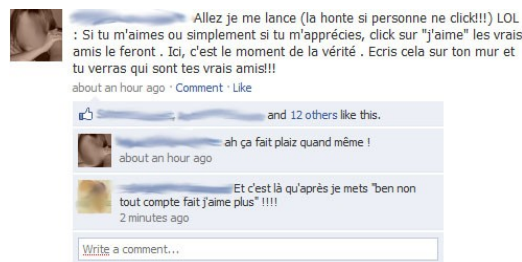 Allez je me lance (la honte si personne ne click!!!) LOL
: Si tu m'aimes ou simplement si tu m'apprécies, click sur "j'aime" les vrais
amis le feront . Ici, c'est le moment de la vérité . Ecris cela sur ton mur et
tu verras qui sont tes vrais amis!!!
about an hour ago · Comment · Like
, and 12 others like this.
ah ça fait plaiz quand même !
about an hour ago
Et c'est là qu'après je mets "ben non
tout compte fait j'aime plus" !!!!
2 minutes ago
Write a comment...